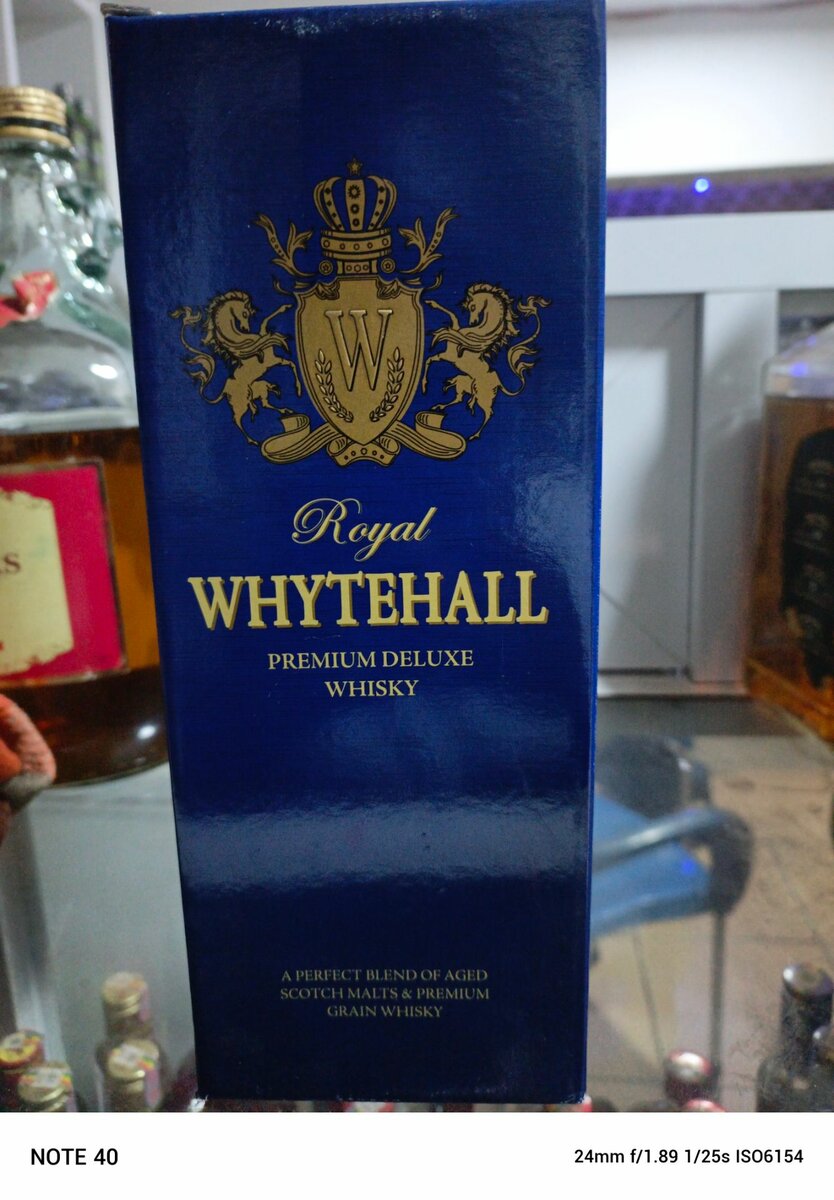 W
Royal
WHYTEHALL
PREMIUM DELUXE
WHISKY
A PERFECT BLEND OF AGED
SCOTCH MALTS & PREMIUM
GRAIN WHISKY
NOTE 40
24mm f/1.89 1/25s ISO6154